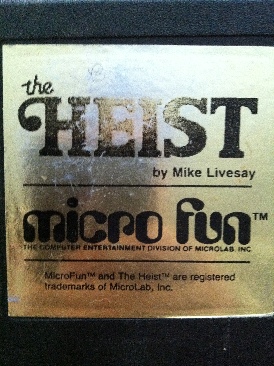 the
HEIST
by Mike Livesay
micro fun™
THE COMPUTER ENTERTAINMENT DIVISION OF MICROLAB, INC.
MicroFun™ and The Heist™ are registered
trademarks of MicroLab, Inc.